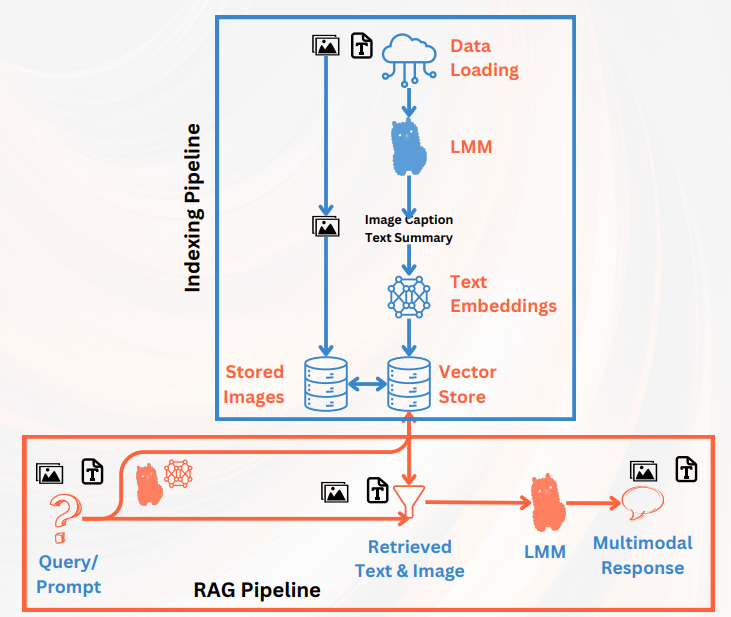 Data
Loading
Indexing Pipeline
LMM
Image Caption
Text Summary
Text
Embeddings
Stored
Images
Vector
Store
Query/
Prompt
Retrieved
Text & Image
LMM
Multimodal
Response
RAG Pipeline